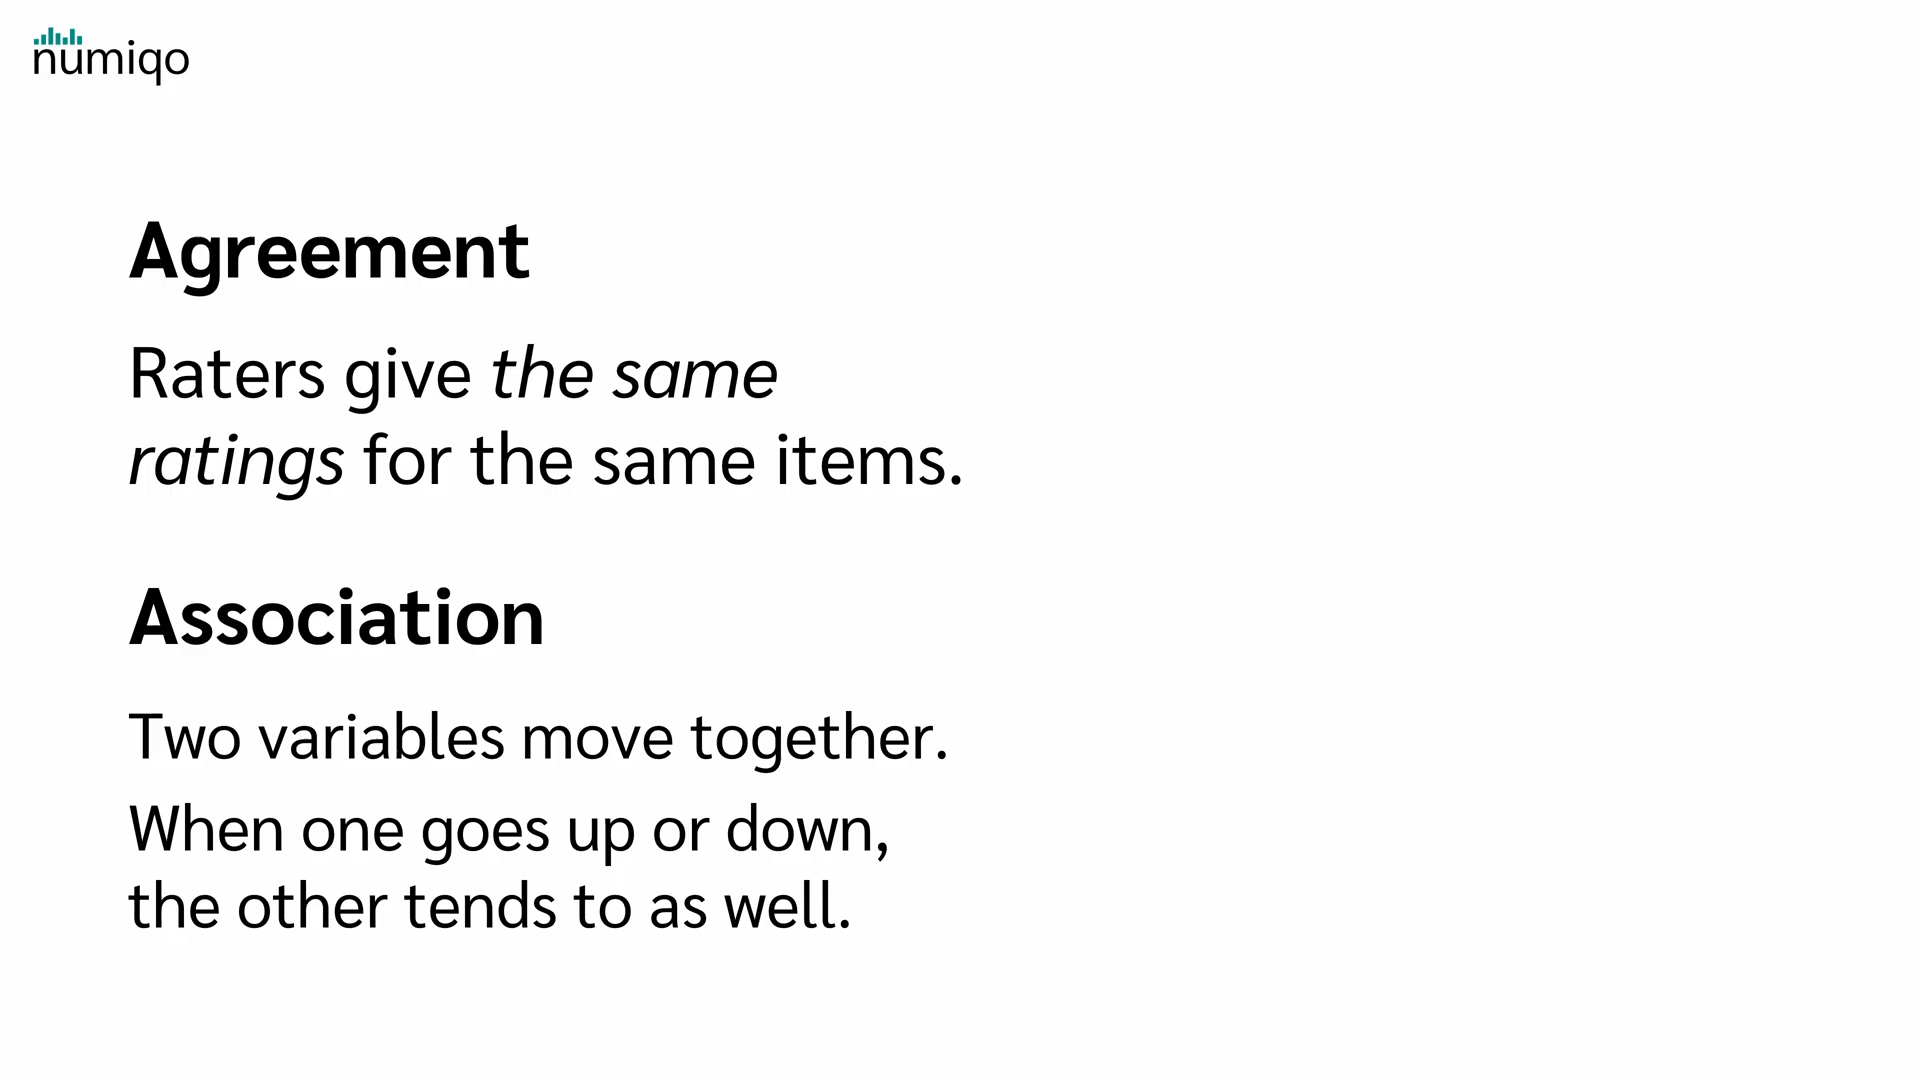 numiqo
Agreement
Raters give the same
ratings for the same items.
Association
Two variables move together.
When one goes up or down,
the other tends to as well.